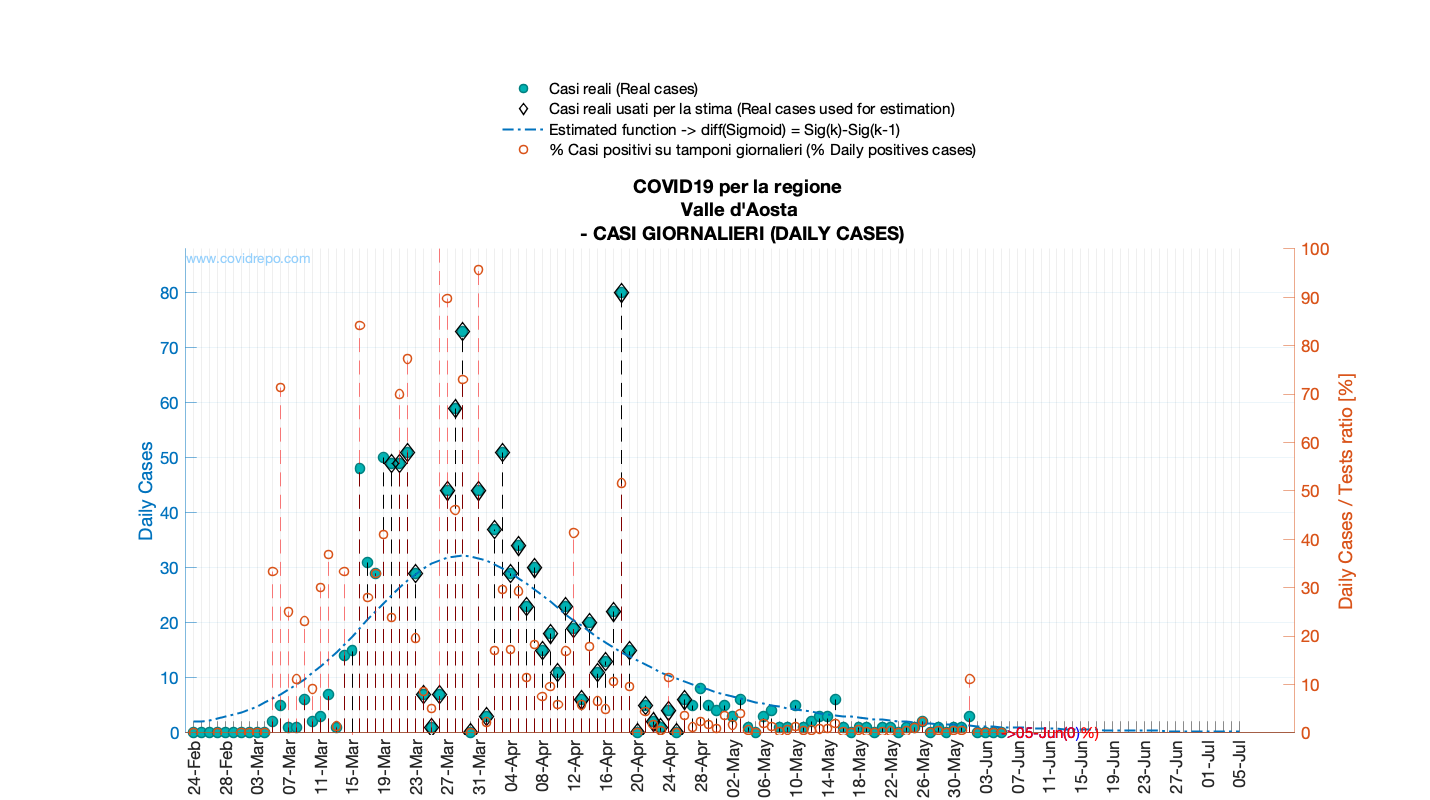 Casi reali (Real cases)
Casi reali usati per la stima (Real cases used for estimation)
Estimated function -> diff(Sigmoid) = Sig(k)-Sig(k-1)
% Casi positivi su tamponi giornalieri (% Daily positives cases)
COVID19 per la regione
Valle d'Aosta
- CASI GIORNALIERI (DAILY CASES)
www.covidrepo.com
Daily Cases
80
70
60
50
40
30
20
10
0
100
90
80
70
60
50
40
30
20
10
0
Daily Cases / Tests ratio [%]
24-Feb
28-Feb
03-Mar
07-Mar
11-Mar
15-Mar
19-Mar
23-Mar
27-Mar
31-Mar
04-Apr
08-Apr
12-Apr
16-Apr
20-Apr
24-Apr
28-Apr
02-May
06-May
10-May
14-May
18-May
22-May
26-May
30-May
03-Jun
07-Jun
11-Jun
15-Jun
19-Jun
23-Jun
27-Jun
01-Jul
05-Jul